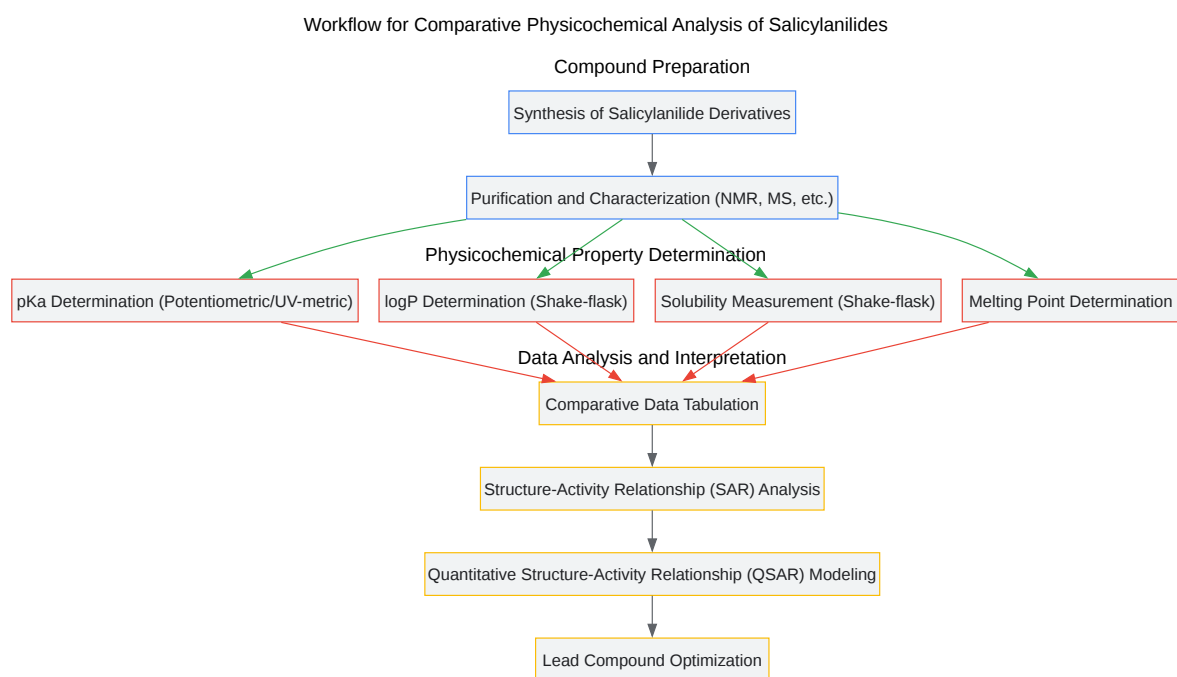 Workflow for Comparative Physicochemical Analysis of Salicylanilides
Compound Preparation
Synthesis of Salicylanilide Derivatives
Purification and Characterization (NMR, MS, etc.)
Physicochemical Property Determination
pKa Determination (Potentiometric/UV-metric)
logP Determination (Shake-flask)
Solubility Measurement (Shake-flask)
Melting Point Determination
Data Analysis and Interpretation
Comparative Data Tabulation
Structure-Activity Relationship (SAR) Analysis
Quantitative Structure-Activity Relationship (QSAR) Modeling
Lead Compound Optimization